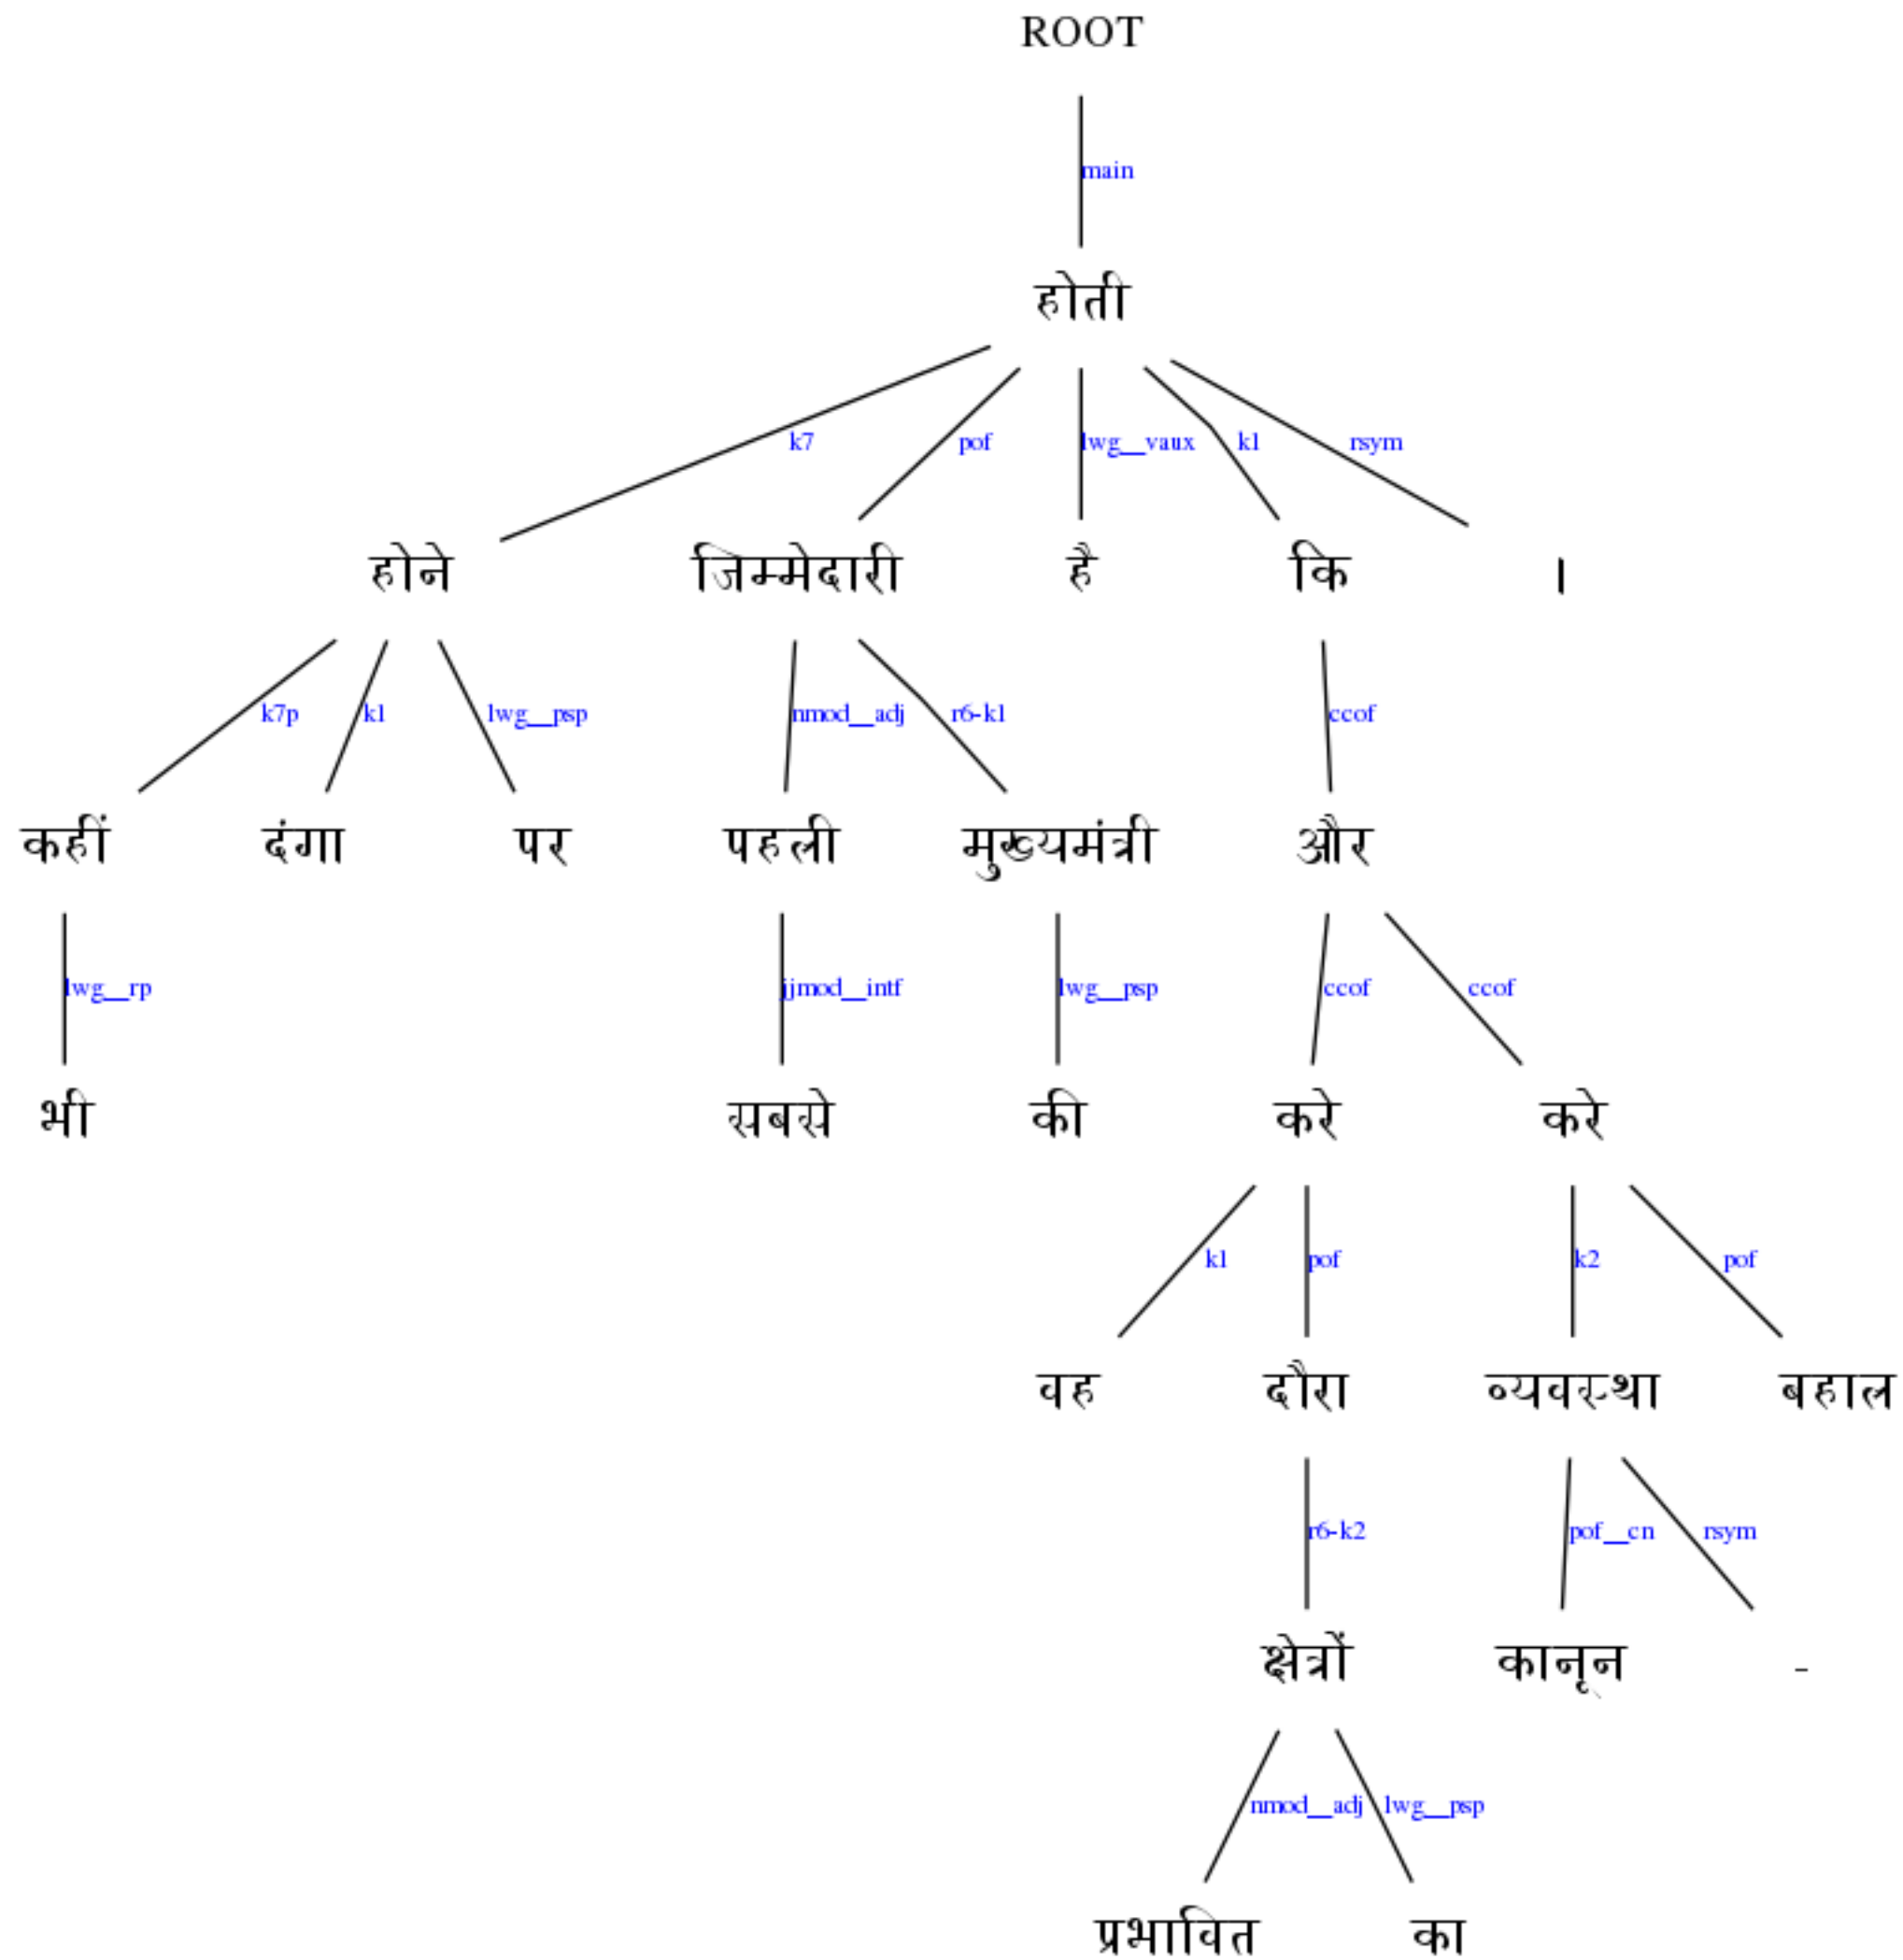 ROOT
main
होती
k7 pof lwg__vaux k1 rsym
होने जिम्मेदारी है कि ।
k7p k1 lwg__psp nmod__adj r6-k1 ccof
कहीं दंगा पर पहली मुख्यमंत्री और
lwg__rp jjmod__intf lwg__psp ccof ccof
भी सबसे की करे करे
k1 pof k2 pof
वह दौरा व्यवस्था बहाल
r6-k2 pof__cn rsym
क्षेत्रों कानून -
nmod__adj lwg__psp
प्रभावित का